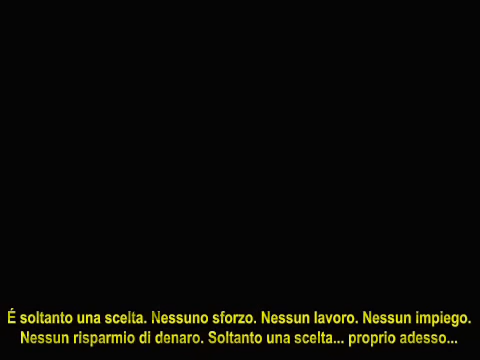 É soltanto una scelta. Nessuno sforzo. Nessun lavoro. Nessun impiego.
Nessun risparmio di denaro. Soltanto una scelta... proprio adesso...